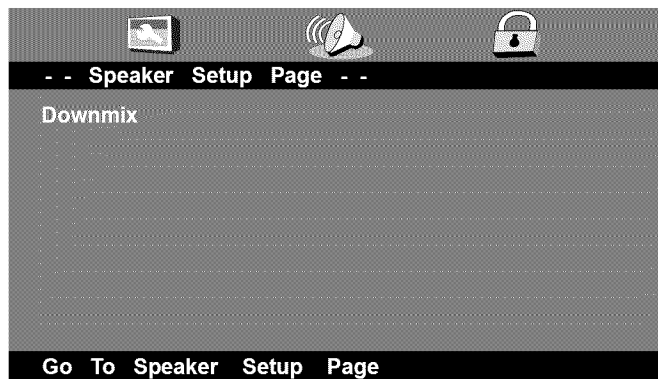 - - Speaker Setup Page - -
Downmix
Go To Speaker Setup Page